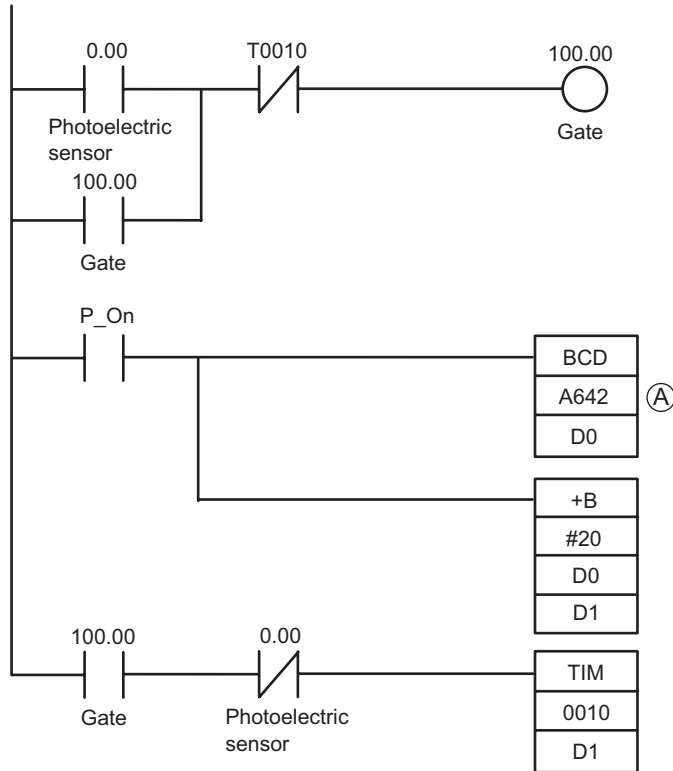 0.00
T0010
100.00
Photoelectric
sensor
Gate
100.00
Gate
P_On
BCD
A642
A
D0
+B
#20
D0
D1
100.00
0.00
TIM
Gate
Photoelectric
sensor
0010
D1